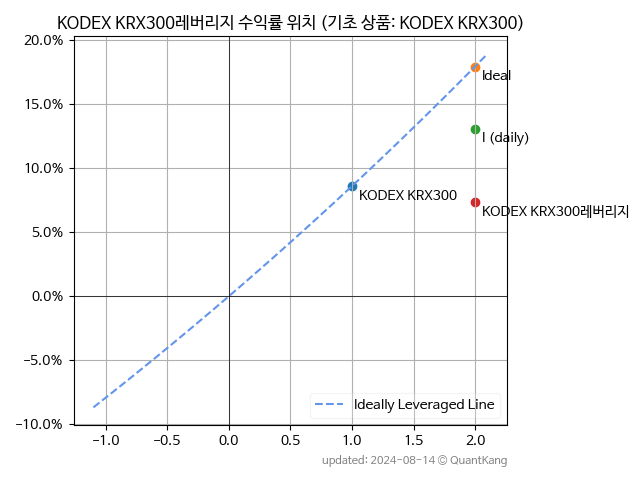 KODEX KRX300레버리지 수익률 위치 (기초 상품: KODEX KRX300)
20.0%
15.0%
10.0%
5.0%
0.0%
−5.0%
−10.0%
Ideal
I (daily)
KODEX KRX300
KODEX KRX300레버리지
Ideally Leveraged Line
−1.0
−0.5
0.0
0.5
1.0
1.5
2.0
updated: 2024-08-14 © QuantKang